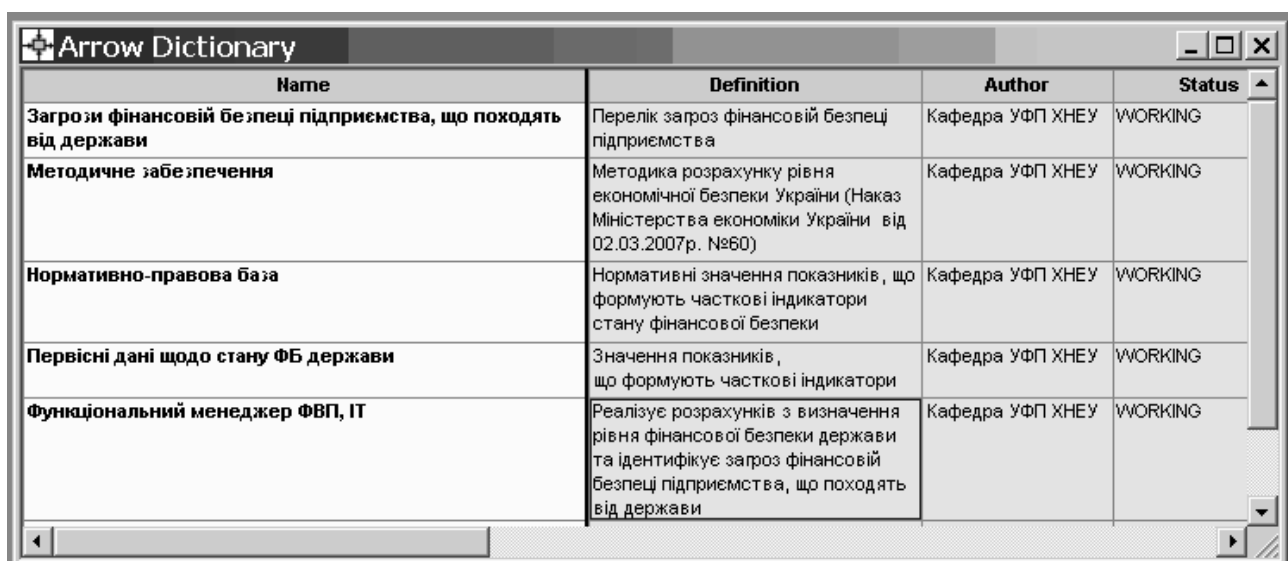 Arrow Dictionary
Name Definition Author Status
Загрози фінансовій безпеці підприємства, що походять
від держави
Перелік загроз фінансовій безпеці
підприємства
Кафедра УФП ХНЕУ
WORKING
Методичне забезпечення
Методика розрахунку рівня
економічної безпеки України (Наказ
Міністерства економіки України від
02.03.2007р. №60)
Кафедра УФП ХНЕУ
WORKING
Нормативно-правова база
Нормативні значення показників, що
формують часткові індикатори
стану фінансової безпеки
Кафедра УФП ХНЕУ
WORKING
Первісні дані щодо стану ФБ держави
Значення показників,
що формують часткові індикатори
Кафедра УФП ХНЕУ
WORKING
Функціональний менеджер ФВП, ІТ
Реалізує розрахунків з визначення
рівня фінансової безпеки держави
та ідентифікує загроз фінансовій
безпеці підприємства, що походять
від держави
Кафедра УФП ХНЕУ
WORKING